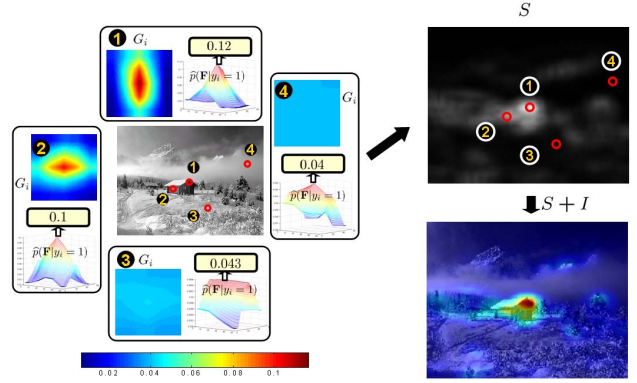 1 G_i
0.12
p̂(F|y_i = 1)
S
4
1
2
3
4 G_i
0.04
p̂(F|y_i = 1)
2
G_i
0.1
p̂(F|y_i = 1)
1
2
3
4
3 G_i
0.043
p̂(F|y_i = 1)
S + I
0.02 0.04 0.06 0.08 0.1